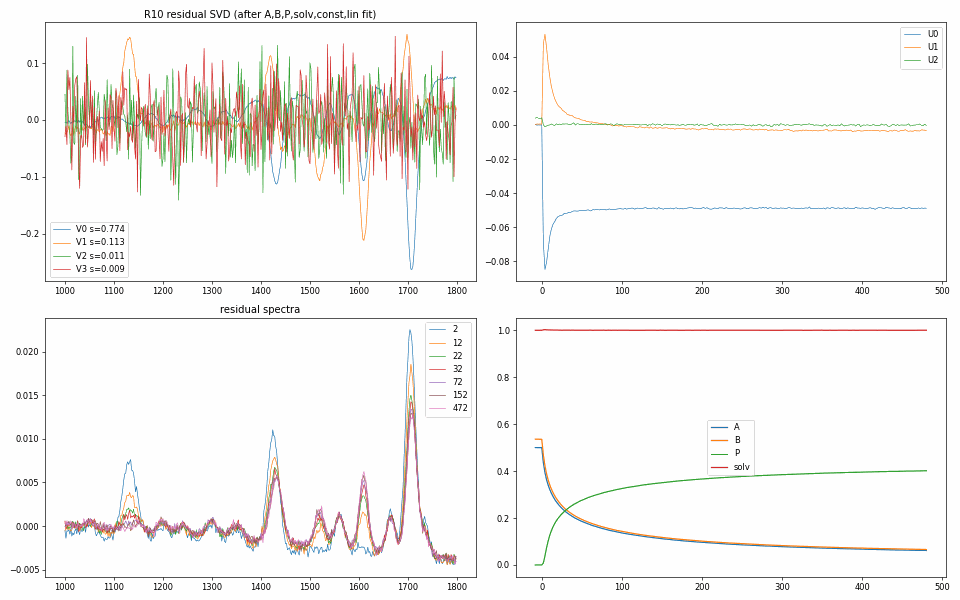 R10 residual SVD (after A,B,P,solv,const,lin fit)
0.1
0.0
−0.1
−0.2
V0 s=0.774
V1 s=0.113
V2 s=0.011
V3 s=0.009
1000 1100 1200 1300 1400 1500 1600 1700 1800
0.04
0.02
0.00
−0.02
−0.04
−0.06
−0.08
U0
U1
U2
0 100 200 300 400 500
residual spectra
0.020
0.015
0.010
0.005
0.000
−0.005
2
12
22
32
72
152
472
1000 1100 1200 1300 1400 1500 1600 1700 1800
1.0
0.8
0.6
0.4
0.2
0.0
A
B
P
solv
0 100 200 300 400 500